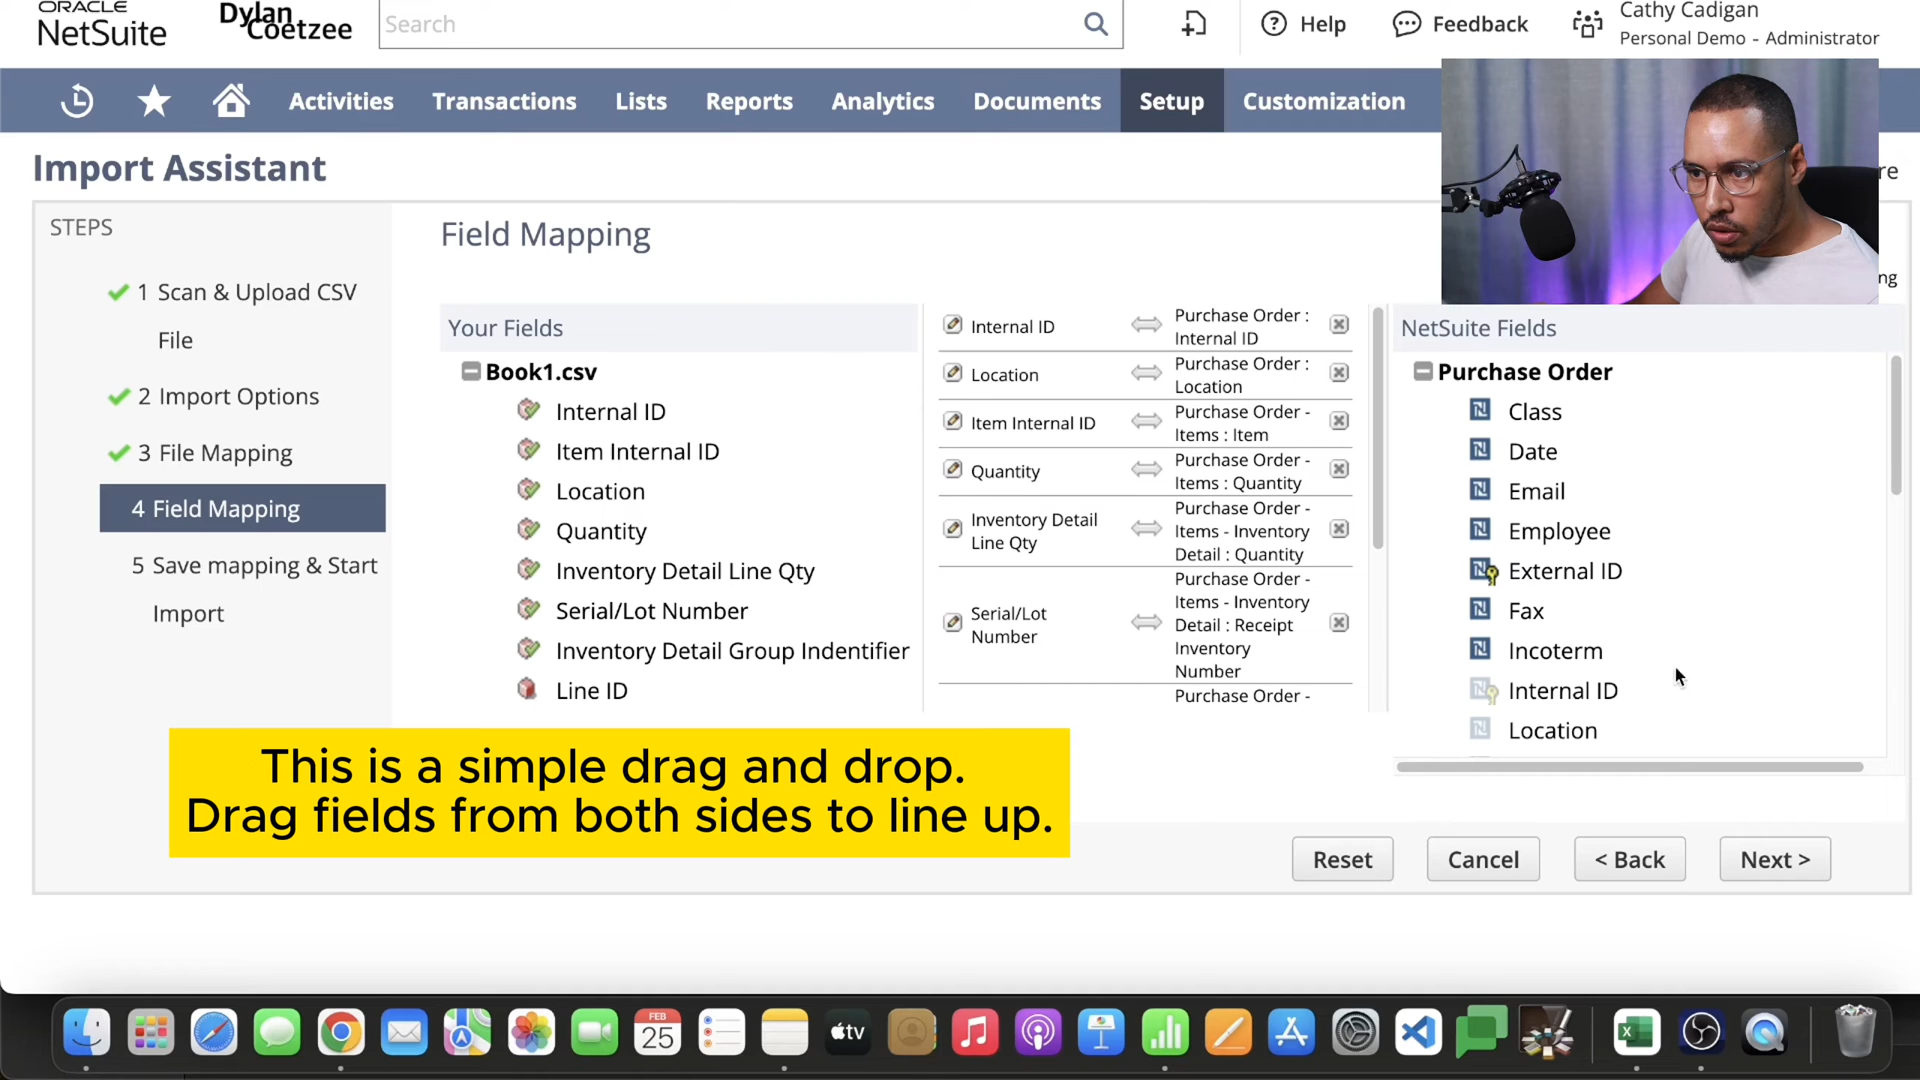 ORACLE
NetSuite
Dylan
Coetzee
Search
Help
Feedback
Cathy Cadigan
Personal Demo - Administrator
Activities
Transactions
Lists
Reports
Analytics
Documents
Setup
Customization
Import Assistant
re
STEPS
1 Scan & Upload CSV
File
2 Import Options
3 File Mapping
4 Field Mapping
5 Save mapping & Start
Import
Field Mapping
ng
Your Fields
Book1.csv
Internal ID
Item Internal ID
Location
Quantity
Inventory Detail Line Qty
Serial/Lot Number
Inventory Detail Group Indentifier
Line ID
Internal ID
Purchase Order :
Internal ID
Location
Purchase Order :
Location
Item Internal ID
Purchase Order -
Items : Item
Quantity
Purchase Order -
Items : Quantity
Inventory Detail
Line Qty
Purchase Order -
Items - Inventory
Detail : Quantity
Serial/Lot
Number
Purchase Order -
Items - Inventory
Detail : Receipt
Inventory
Number
Purchase Order -
NetSuite Fields
Purchase Order
Class
Date
Email
Employee
External ID
Fax
Incoterm
Internal ID
Location
This is a simple drag and drop.
Drag fields from both sides to line up.
Reset
Cancel
< Back
Next >
FEB
25
tv